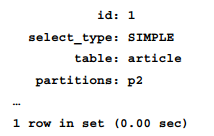 id: 1
select_type: SIMPLE
table: article
partitions: p2
…
1 row in set (0.00 sec)